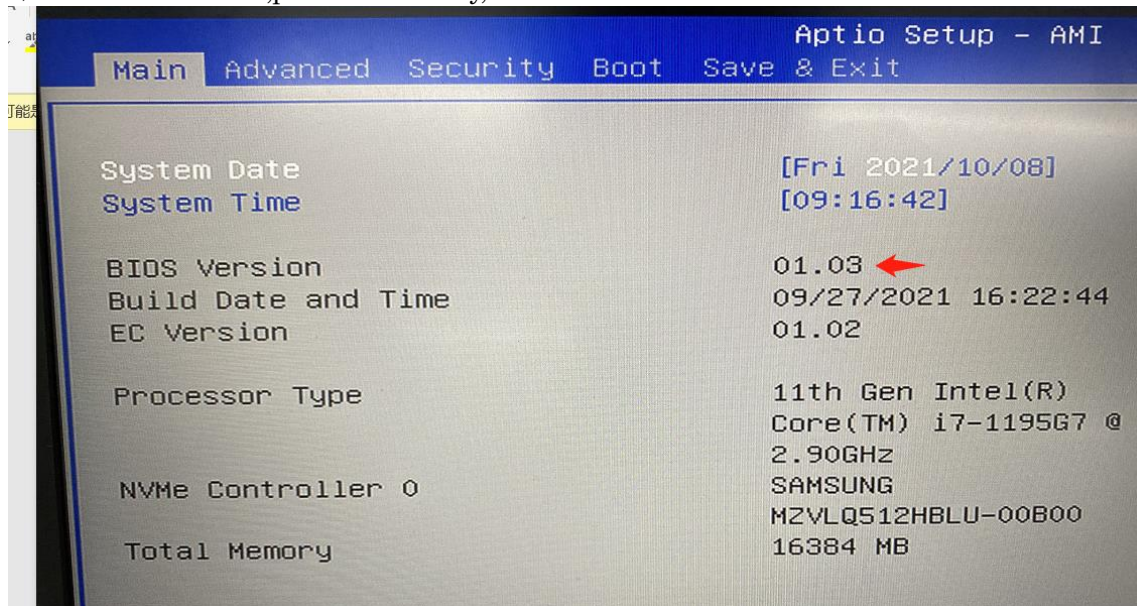 Aptio Setup - AMI
Main Advanced Security Boot Save & Exit
可能是
System Date [Fri 2021/10/08]
System Time [09:16:42]
BIOS Version 01.03
Build Date and Time 09/27/2021 16:22:44
EC Version 01.02
Processor Type 11th Gen Intel(R)
Core(TM) i7-1195G7 @
2.90GHz
NVMe Controller 0 SAMSUNG
MZVLQ512HBLU-00B00
Total Memory 16384 MB